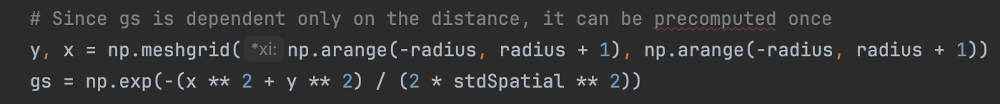 # Since gs is dependent only on the distance, it can be precomputed once
y, x = np.meshgrid(*xi: np.arange(-radius, radius + 1), np.arange(-radius, radius + 1))
gs = np.exp(-(x ** 2 + y ** 2) / (2 * stdSpatial ** 2))